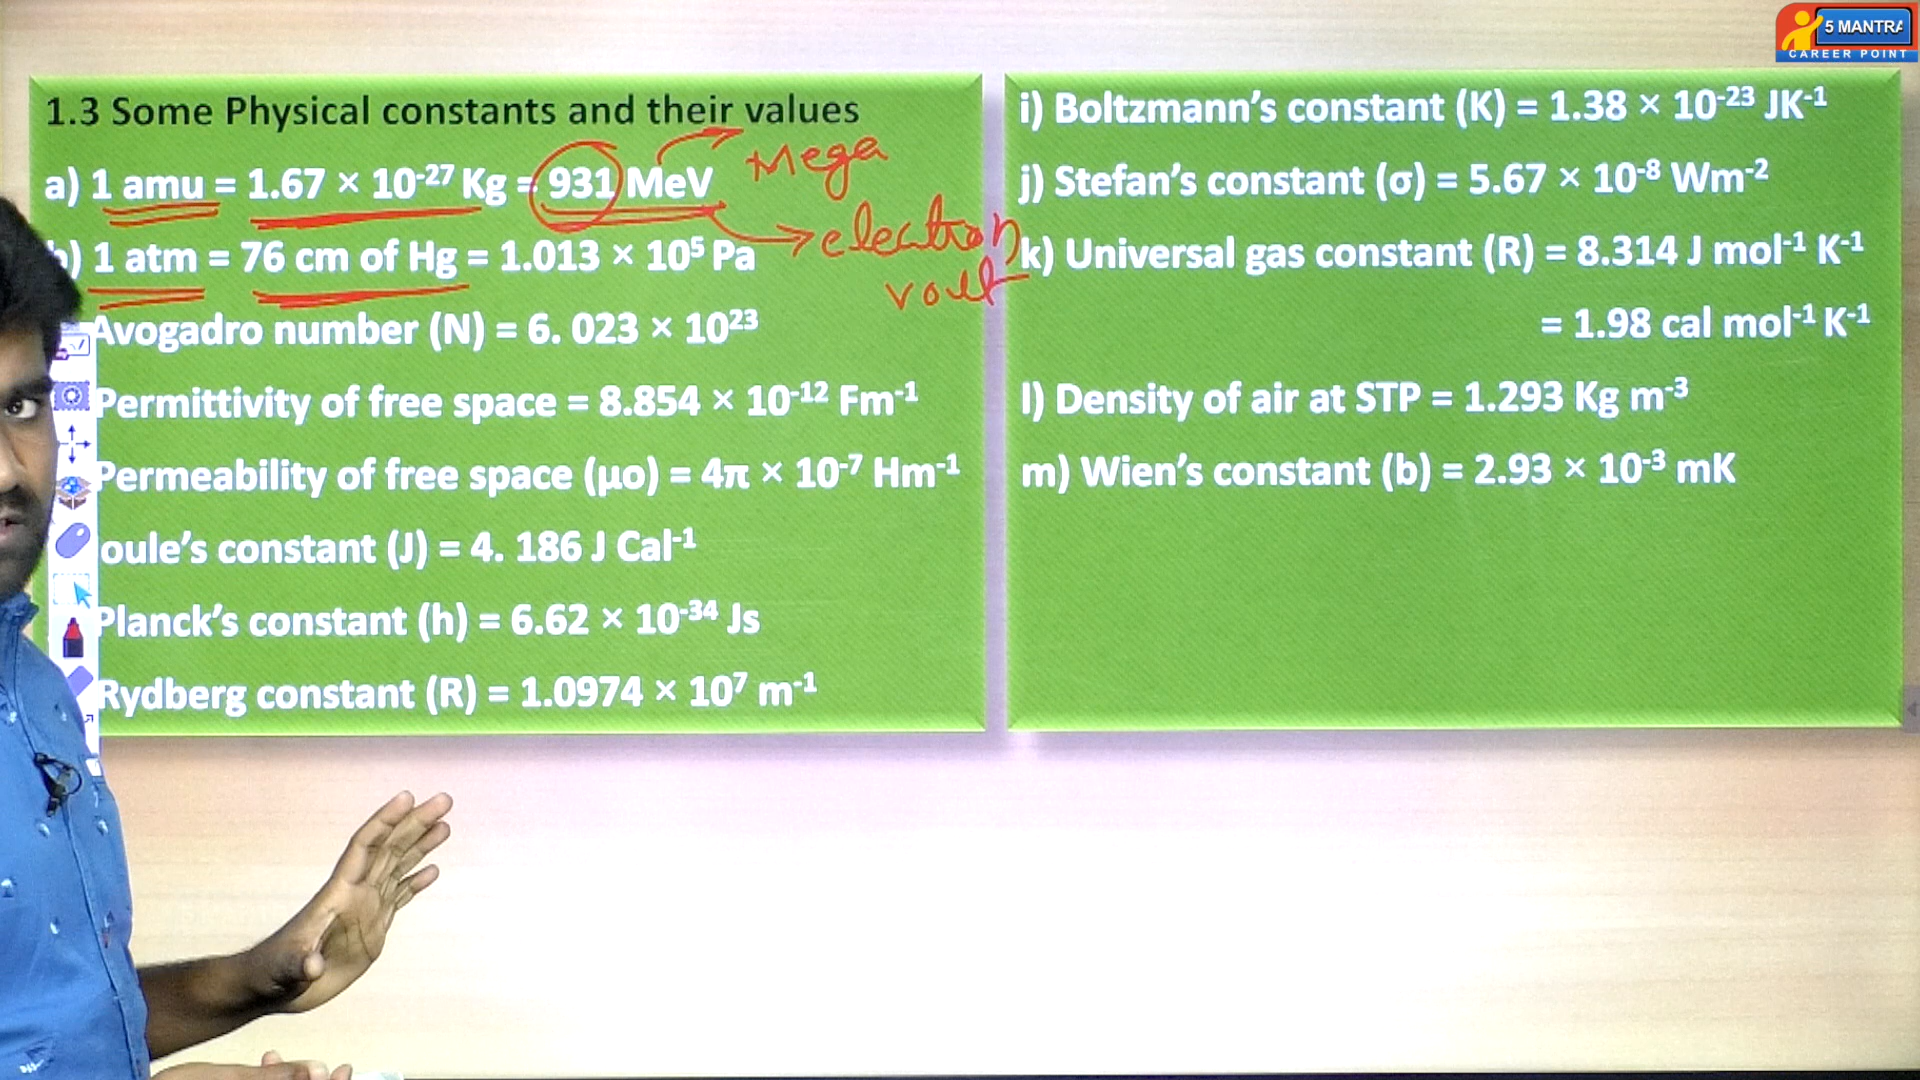 5 MANTRA
CAREER POINT
1.3 Some Physical constants and their values
a) 1 amu = 1.67 × 10⁻²⁷ Kg = 931 MeV
Mega
electron
volt
b) 1 atm = 76 cm of Hg = 1.013 × 10⁵ Pa
Avogadro number (N) = 6. 023 × 10²³
Permittivity of free space = 8.854 × 10⁻¹² Fm⁻¹
Permeability of free space (μo) = 4π × 10⁻⁷ Hm⁻¹
oule’s constant (J) = 4. 186 J Cal⁻¹
Planck’s constant (h) = 6.62 × 10⁻³⁴ Js
Rydberg constant (R) = 1.0974 × 10⁷ m⁻¹
i) Boltzmann’s constant (K) = 1.38 × 10⁻²³ JK⁻¹
j) Stefan’s constant (σ) = 5.67 × 10⁻⁸ Wm⁻²
k) Universal gas constant (R) = 8.314 J mol⁻¹ K⁻¹
= 1.98 cal mol⁻¹ K⁻¹
l) Density of air at STP = 1.293 Kg m⁻³
m) Wien’s constant (b) = 2.93 × 10⁻³ mK